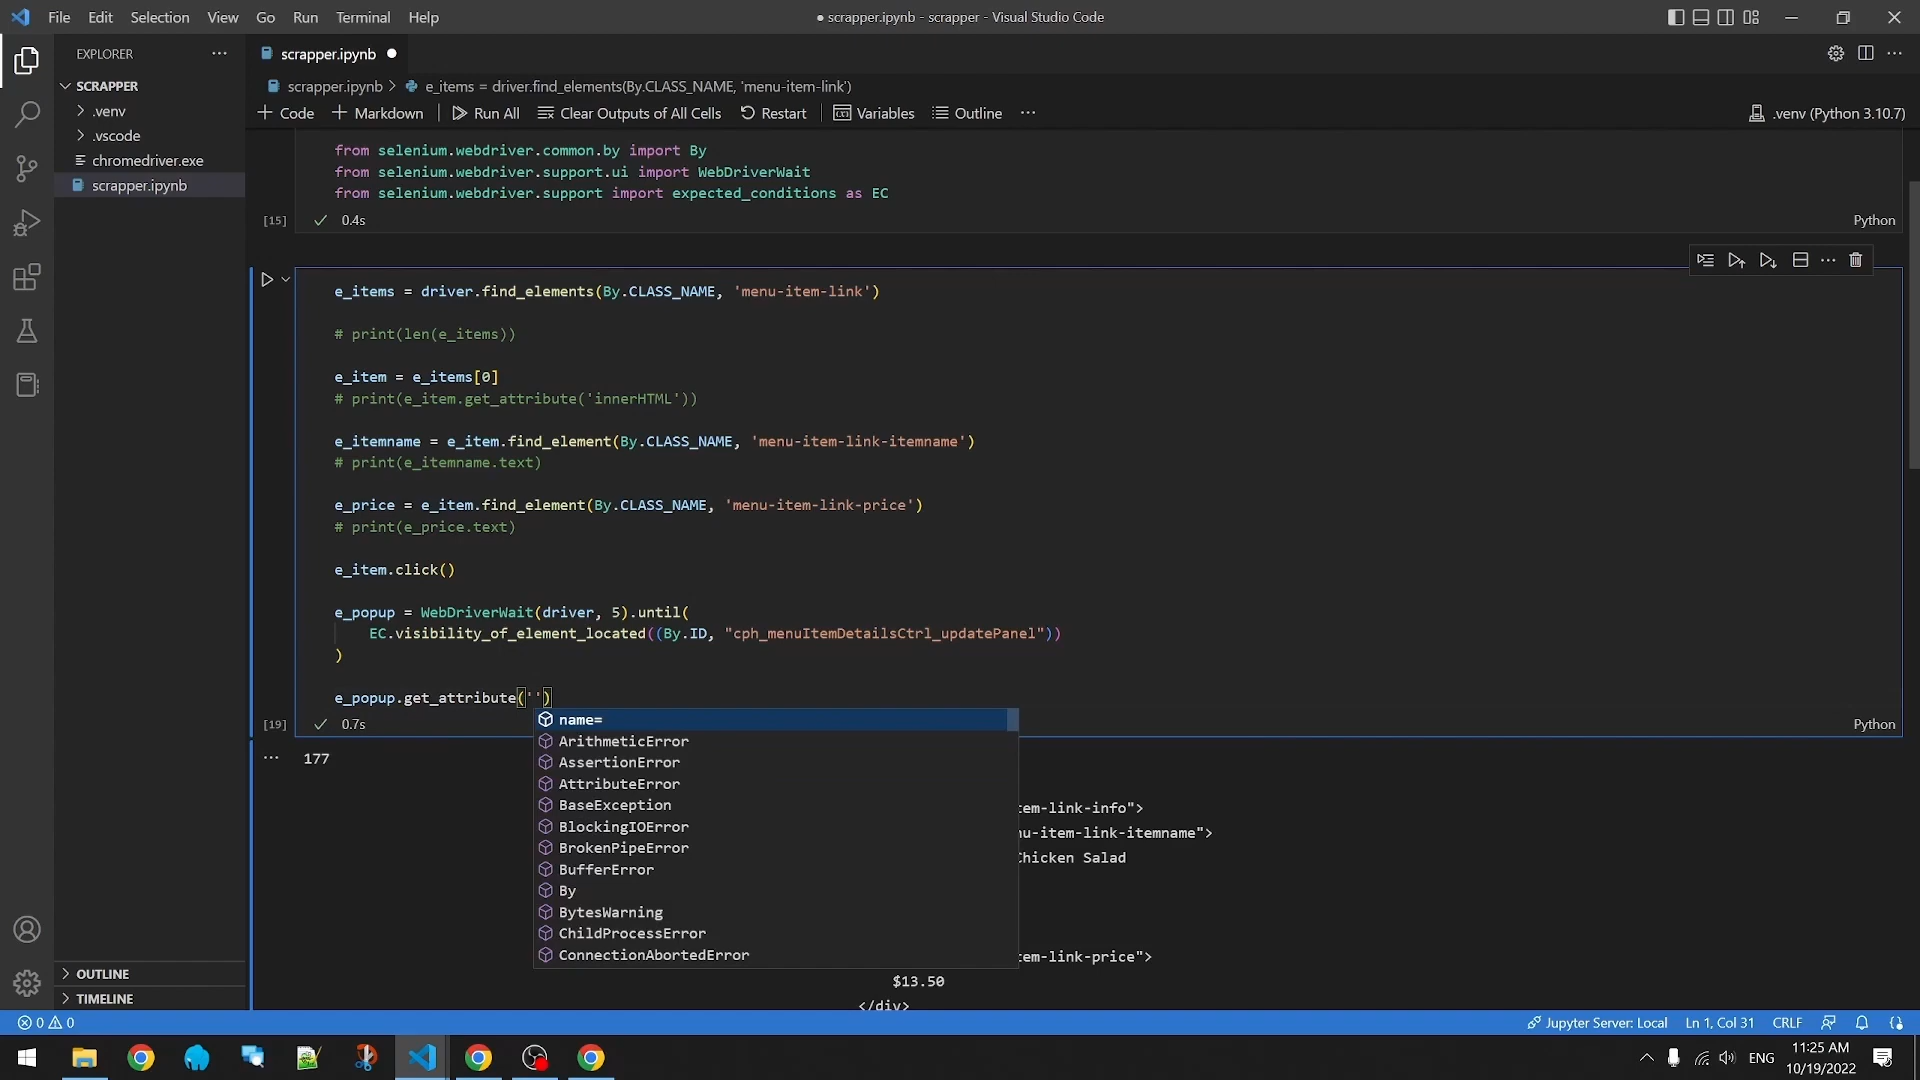 File Edit Selection View Go Run Terminal Help
● scrapper.ipynb - scrapper - Visual Studio Code
EXPLORER
SCRAPPER
.venv
.vscode
chromedriver.exe
scrapper.ipynb
OUTLINE
TIMELINE
scrapper.ipynb
scrapper.ipynb > e_items = driver.find_elements(By.CLASS_NAME, 'menu-item-link')
+ Code + Markdown Run All Clear Outputs of All Cells Restart Variables Outline ···
.venv (Python 3.10.7)
from selenium.webdriver.common.by import By
from selenium.webdriver.support.ui import WebDriverWait
from selenium.webdriver.support import expected_conditions as EC
[15] ✓ 0.4s Python
e_items = driver.find_elements(By.CLASS_NAME, 'menu-item-link')
# print(len(e_items))
e_item = e_items[0]
# print(e_item.get_attribute('innerHTML'))
e_itemname = e_item.find_element(By.CLASS_NAME, 'menu-item-link-itemname')
# print(e_itemname.text)
e_price = e_item.find_element(By.CLASS_NAME, 'menu-item-link-price')
# print(e_price.text)
e_item.click()
e_popup = WebDriverWait(driver, 5).until(
EC.visibility_of_element_located((By.ID, "cph_menuItemDetailsCtrl_updatePanel"))
)
e_popup.get_attribute('')
[19] ✓ 0.7s Python
name=
ArithmeticError
AssertionError
AttributeError
BaseException
BlockingIOError
BrokenPipeError
BufferError
By
BytesWarning
ChildProcessError
ConnectionAbortedError
··· 177
em-link-info">
nu-item-link-itemname">
Chicken Salad
em-link-price">
$13.50
</div>
0 0
Jupyter Server: Local Ln 1, Col 31 CRLF
ENG
11:25 AM
10/19/2022